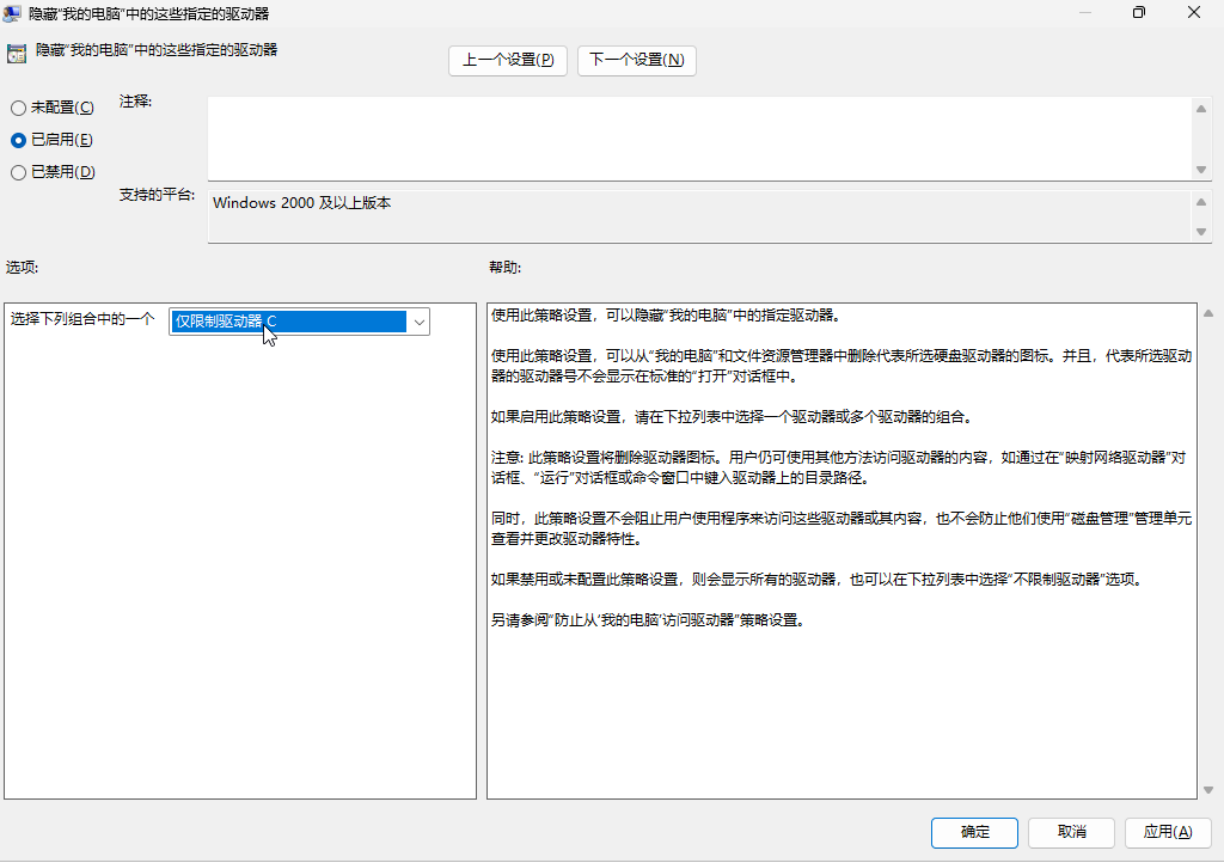 隐藏"我的电脑"中的这些指定的驱动器
隐藏"我的电脑"中的这些指定的驱动器
上一个设置(P)
下一个设置(N)
未配置(C)
注释:
已启用(E)
已禁用(D)
支持的平台:
Windows 2000 及以上版本
选项:
帮助:
选择下列组合中的一个
仅限制驱动器 C
使用此策略设置，可以隐藏"我的电脑"中的指定驱动器。
使用此策略设置，可以从"我的电脑"和文件资源管理器中删除代表所选硬盘驱动器的图标。并且，代表所选驱动
器的驱动器号不会显示在标准的"打开"对话框中。
如果启用此策略设置，请在下拉列表中选择一个驱动器或多个驱动器的组合。
注意: 此策略设置将删除驱动器图标。用户仍可使用其他方法访问驱动器的内容，如通过在"映射网络驱动器"对
话框、"运行"对话框或命令窗口中键入驱动器上的目录路径。
同时，此策略设置不会阻止用户使用程序来访问这些驱动器或其内容，也不会防止他们使用"磁盘管理"管理单元
查看并更改驱动器特性。
如果禁用或未配置此策略设置，则会显示所有的驱动器，也可以在下拉列表中选择"不限制驱动器"选项。
另请参阅"防止从'我的电脑'访问驱动器"策略设置。
确定
取消
应用(A)